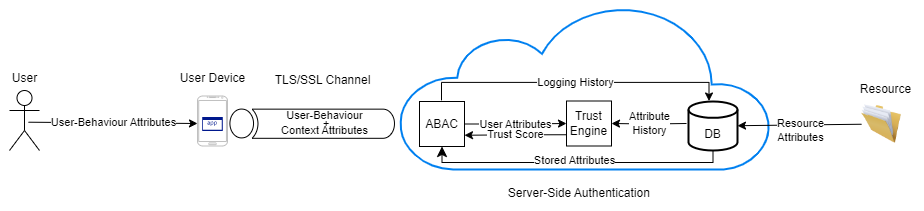 User
User Device
TLS/SSL Channel
Resource
Logging History
User-Behaviour Attributes
app
User-Behaviour
+
Context Attributes
ABAC
User Attributes
Trust Score
Trust
Engine
Attribute
History
DB
Resource
Attributes
Stored Attributes
Server-Side Authentication